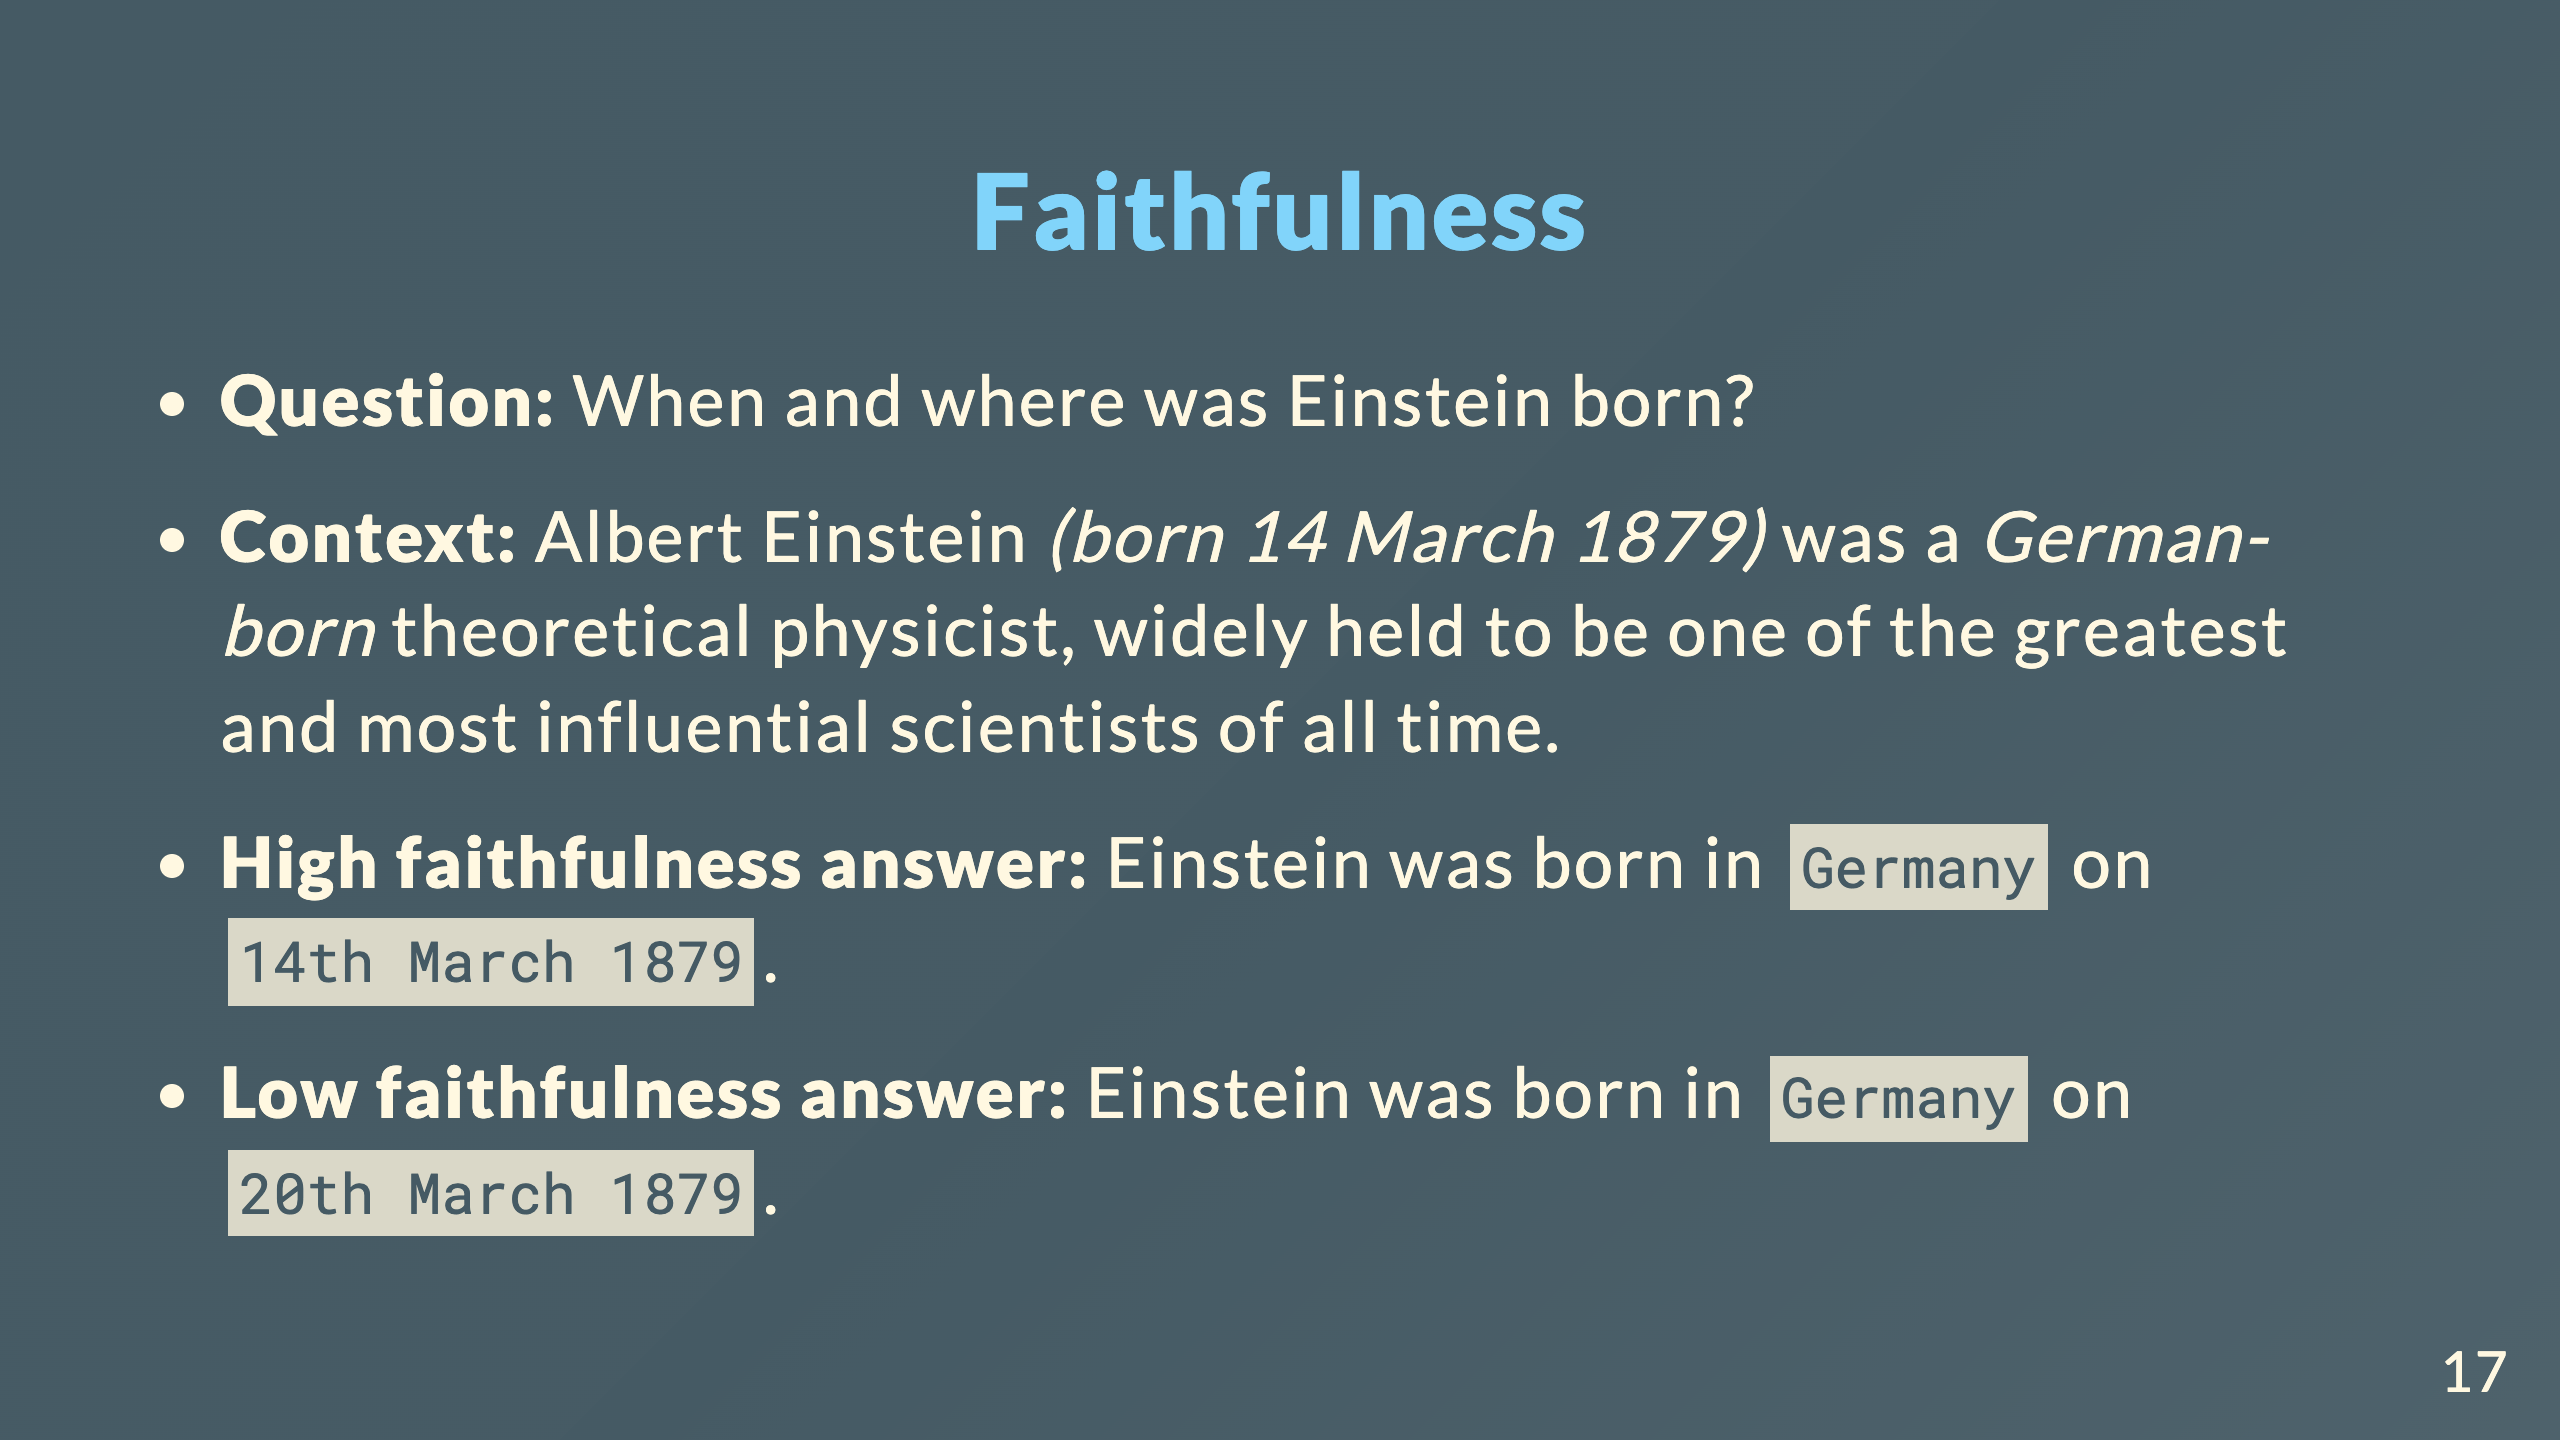 Faithfulness
• Question: When and where was Einstein born?
• Context: Albert Einstein (born 14 March 1879) was a German-
born theoretical physicist, widely held to be one of the greatest
and most influential scientists of all time.
• High faithfulness answer: Einstein was born in Germany on
14th March 1879.
• Low faithfulness answer: Einstein was born in Germany on
20th March 1879.
17